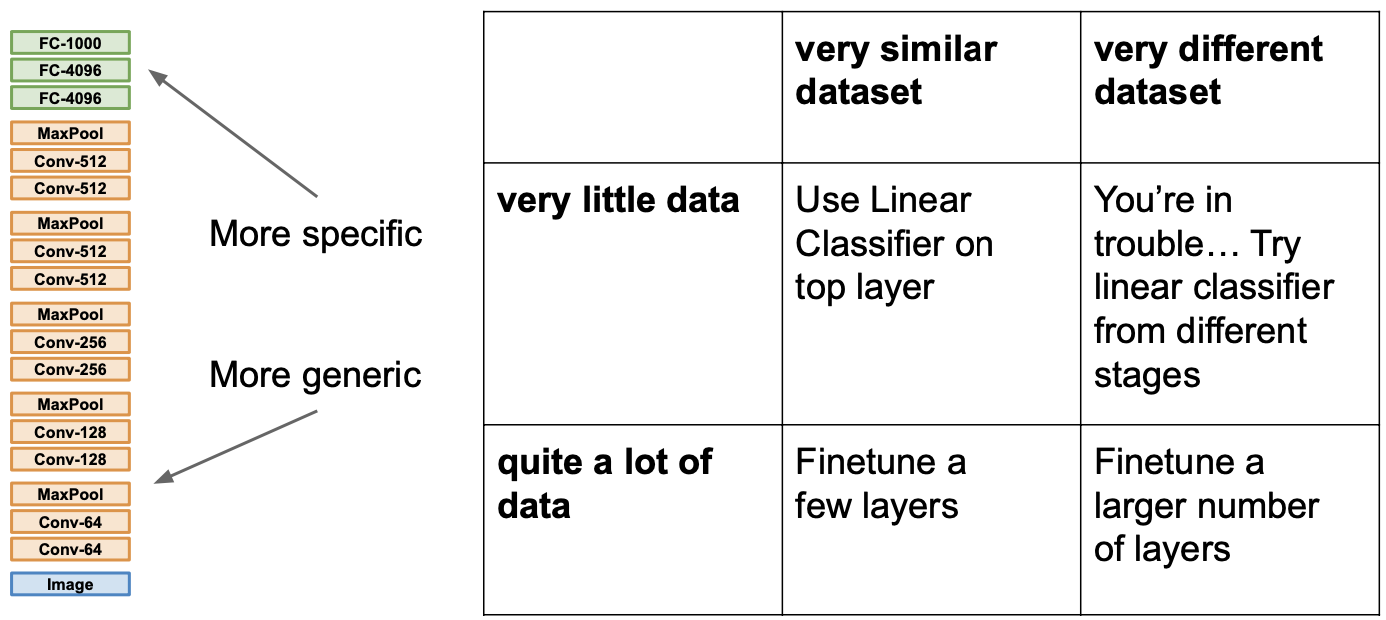 FC-1000
FC-4096
FC-4096
MaxPool
Conv-512
Conv-512
MaxPool
Conv-512
Conv-512
MaxPool
Conv-256
Conv-256
MaxPool
Conv-128
Conv-128
MaxPool
Conv-64
Conv-64
Image
More specific
More generic
very similar
dataset
very different
dataset
very little data
Use Linear
Classifier on
top layer
You’re in
trouble… Try
linear classifier
from different
stages
quite a lot of
data
Finetune a
few layers
Finetune a
larger number
of layers